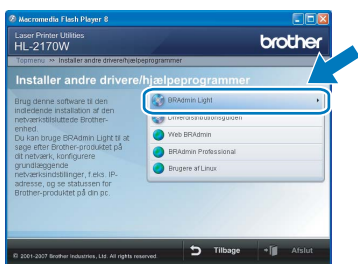 Macromedia Flash Player 8
Laser Printer Utilities
HL-2170W
brother
Topmenu >> Installer andre drivere/hjælpeprogrammer
Installer andre drivere/hjælpeprogrammer
Brug denne software til den
indledende installation af den
netværkstilsluttede Brother-
enhed.
Du kan bruge BRAdmin Light til at
søge efter Brother-produktet på
dit netværk, konfigurere
grundlæggende
netværksindstillinger, f.eks. IP-
adresse, og se statussen for
Brother-produktet på din pc.
BRAdmin Light
Driverdistributionsguiden
Web BRAdmin
BRAdmin Professional
Brugere af Linux
© 2001-2007 Brother Industries, Ltd. All rights reserved.
Tilbage
Afslut